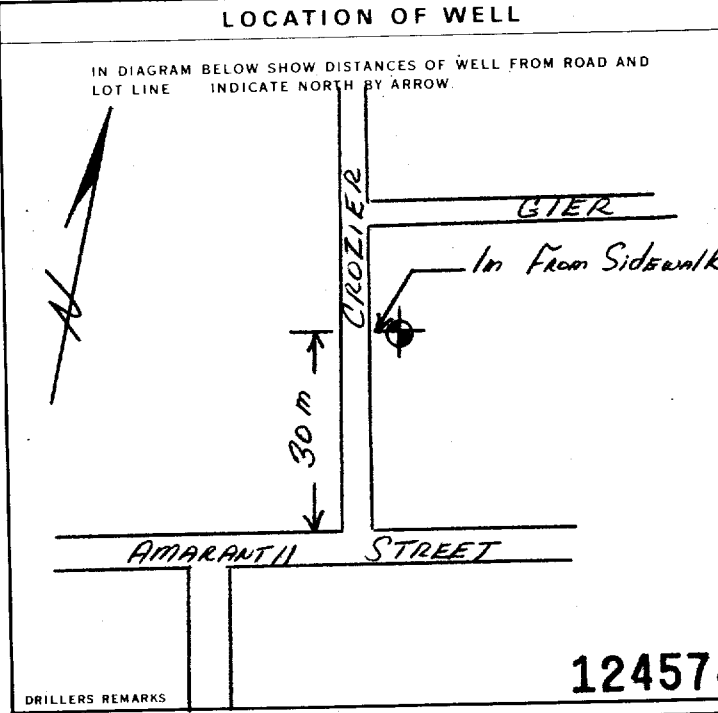 LOCATION OF WELL
IN DIAGRAM BELOW SHOW DISTANCES OF WELL FROM ROAD AND
LOT LINE INDICATE NORTH BY ARROW.
CROZIER
GIER
1m From Sidewalk
N
30 m
AMARANTH STREET
12457
DRILLERS REMARKS